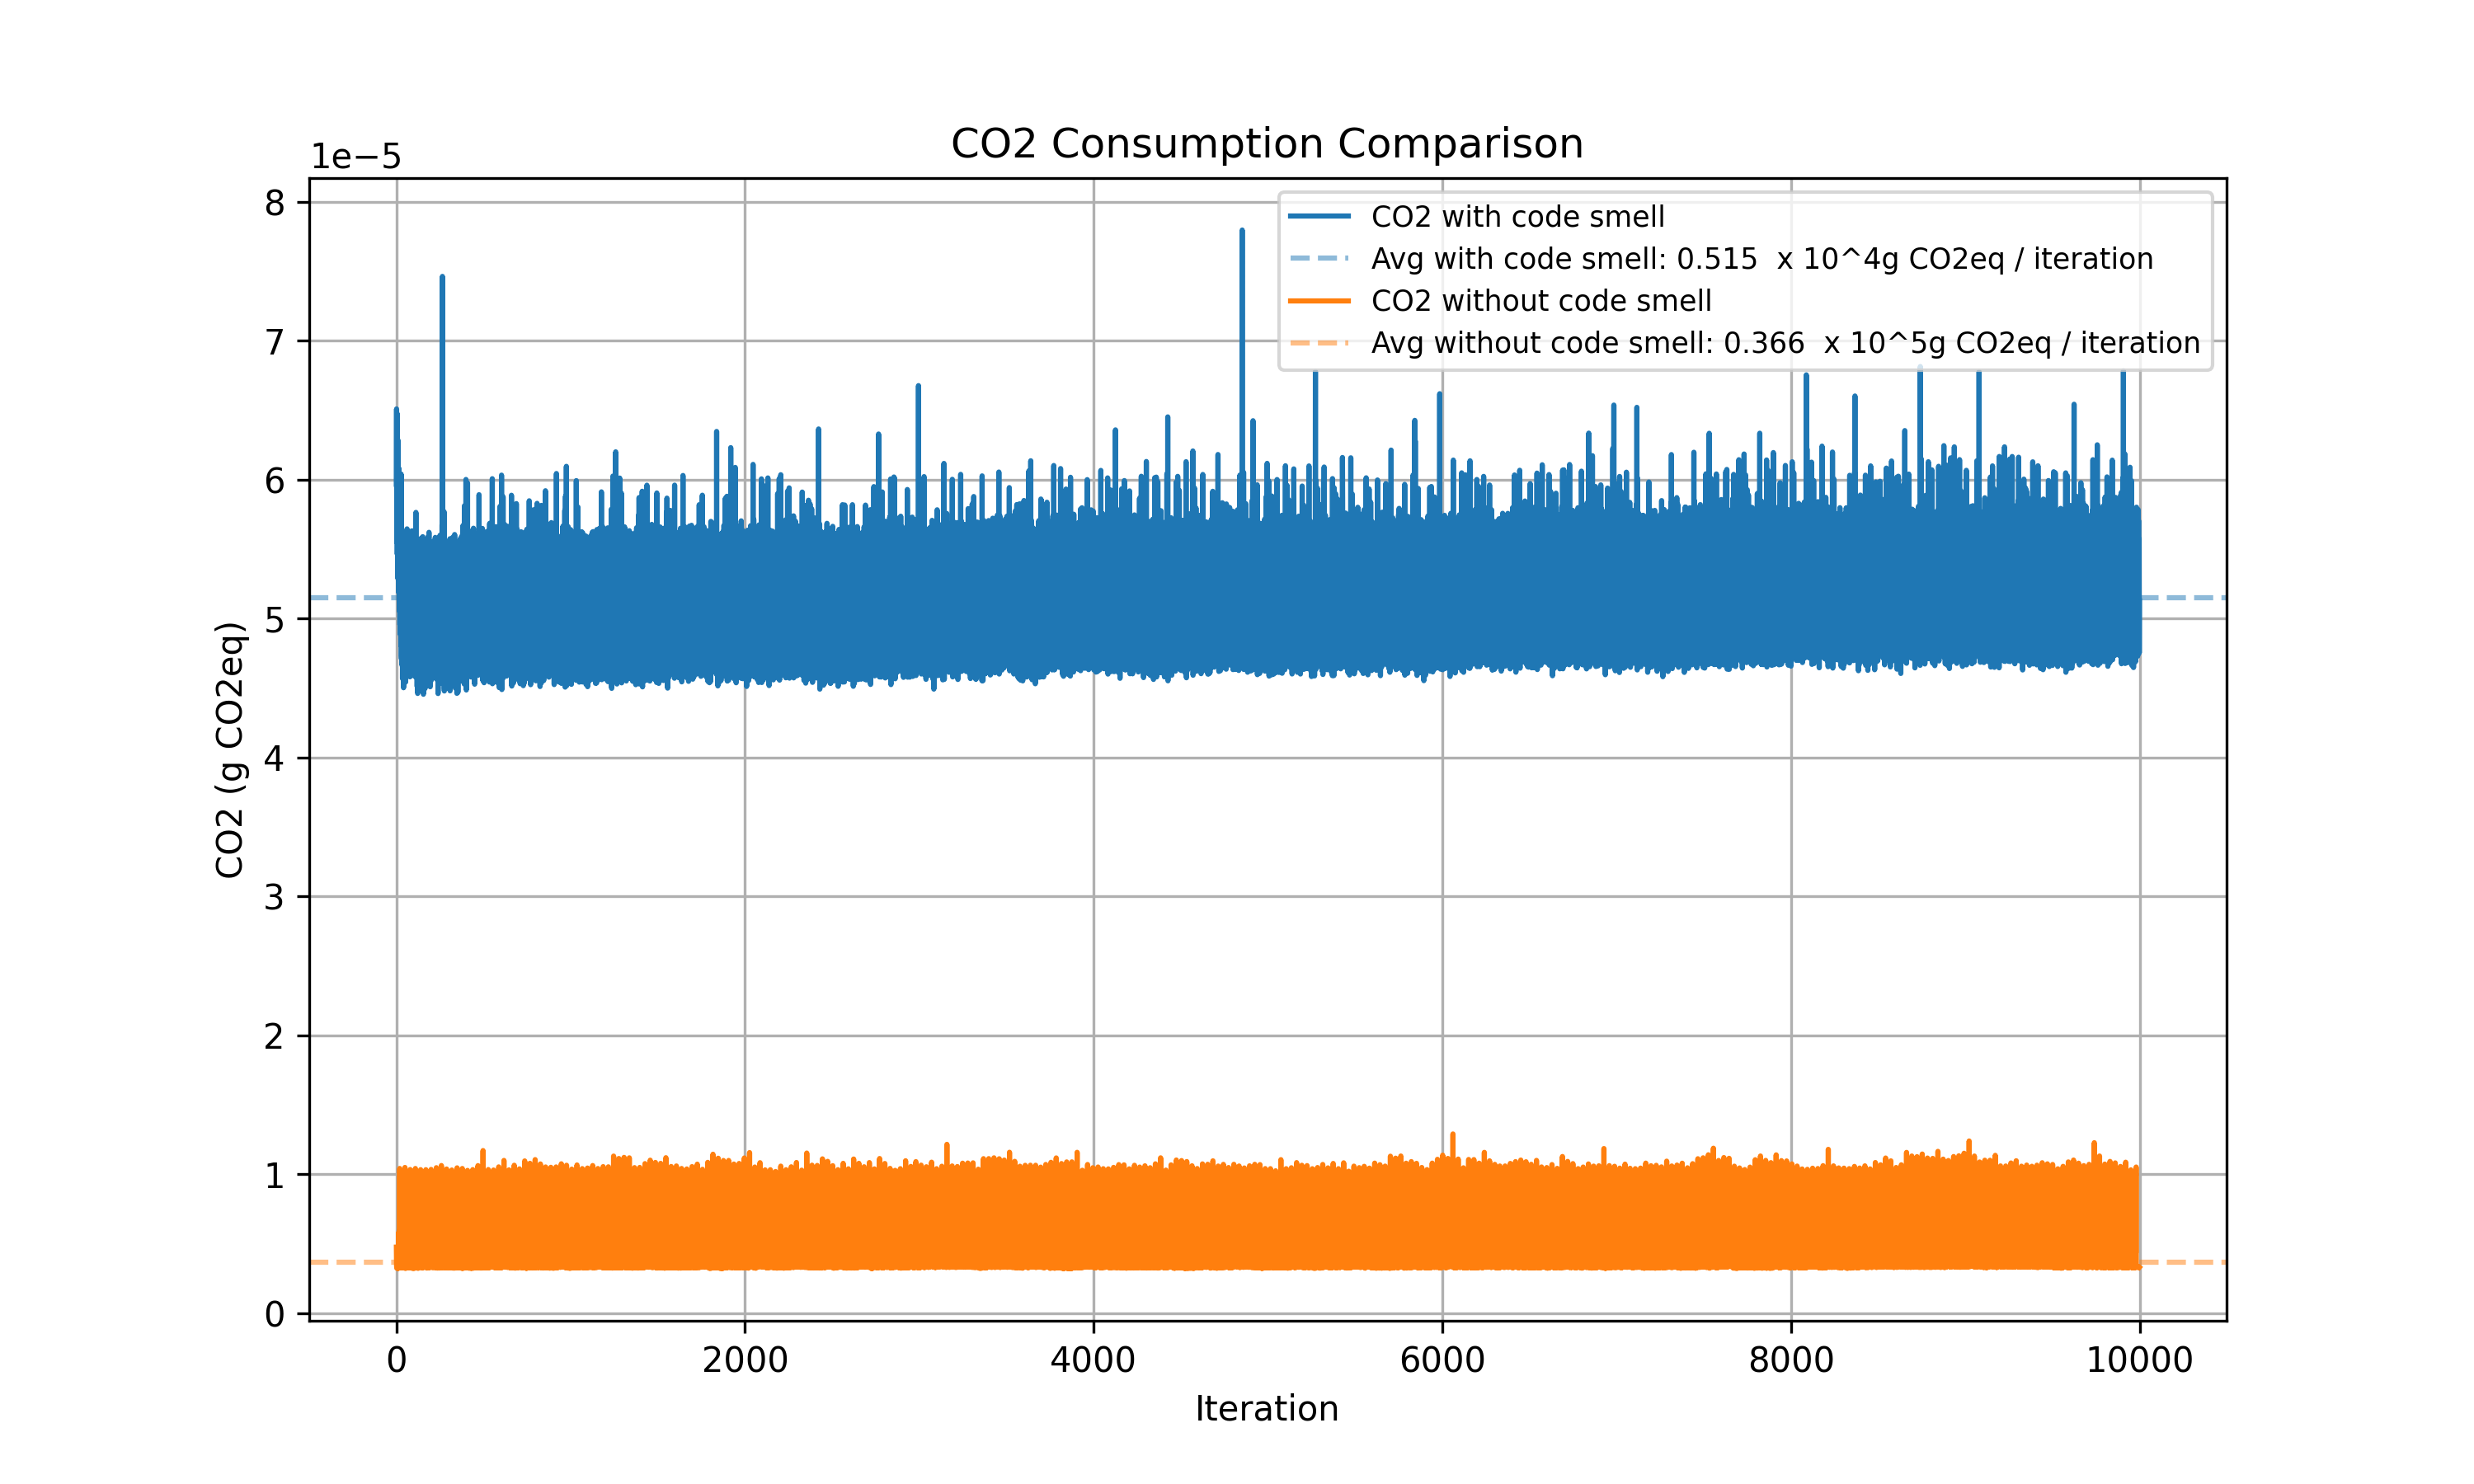 CO2 Consumption Comparison
1e−5
CO2 with code smell
Avg with code smell: 0.515  x 10^4g CO2eq / iteration
CO2 without code smell
Avg without code smell: 0.366  x 10^5g CO2eq / iteration
8
7
6
5
4
3
2
1
0
CO2 (g CO2eq)
0 2000 4000 6000 8000 10000
Iteration